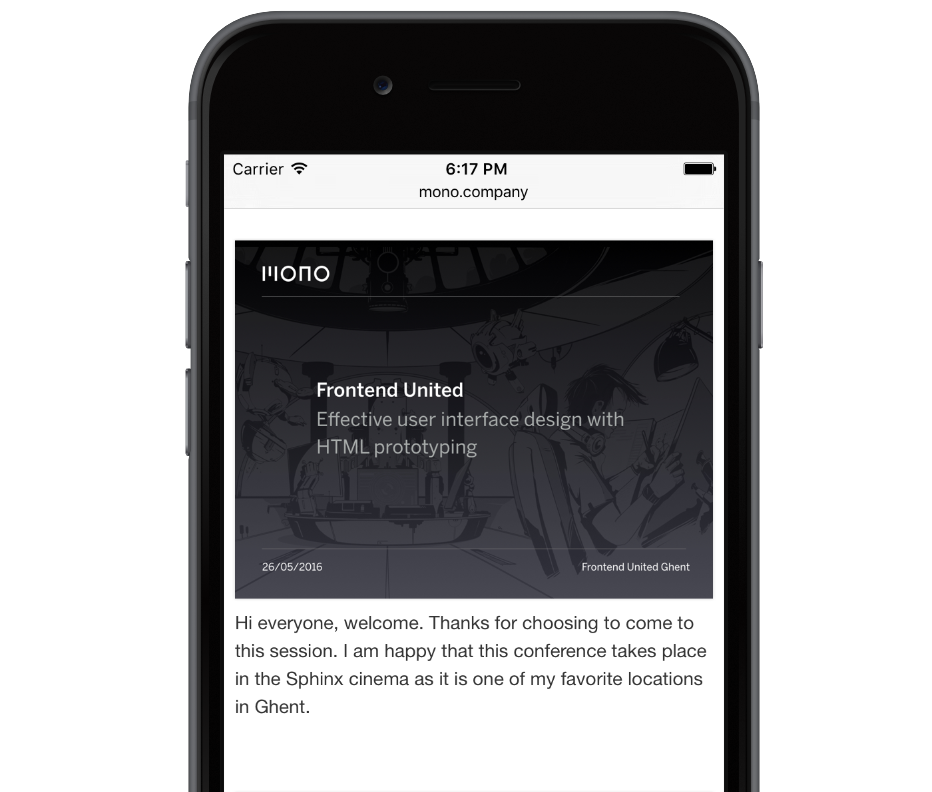 Carrier
6:17 PM
mono.company
mono
Frontend United
Effective user interface design with
HTML prototyping
26/05/2016
Frontend United Ghent
Hi everyone, welcome. Thanks for choosing to come to
this session. I am happy that this conference takes place
in the Sphinx cinema as it is one of my favorite locations
in Ghent.